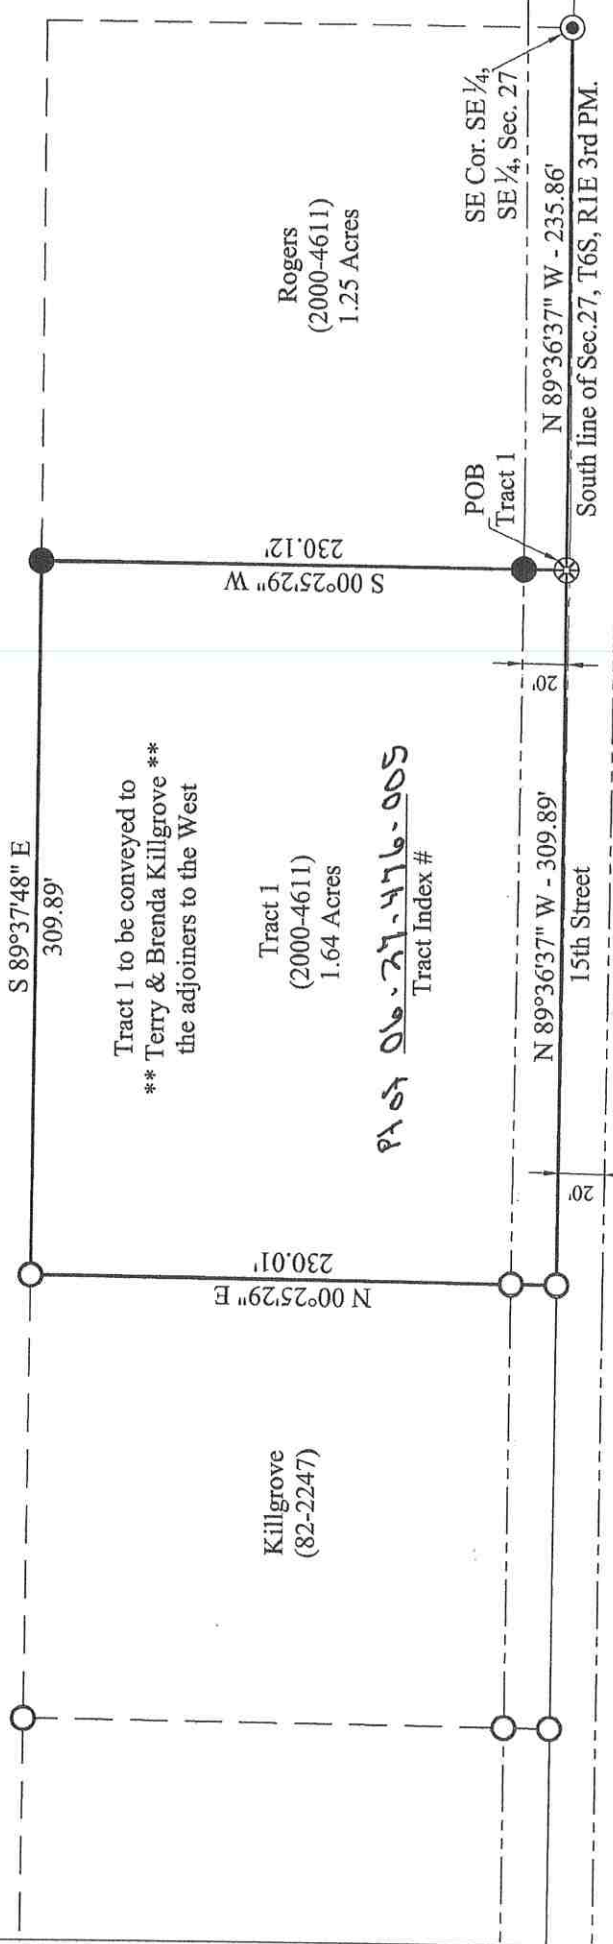 S 89°37'48" E
309.89'
Tract 1 to be conveyed to
** Terry & Brenda Killgrove **
the adjoiners to the West
Killgrove
(82-2247)
N 00°25'29" E
230.01'
Tract 1
(2000-4611)
1.64 Acres
Pt of 06-27-476-005
Tract Index #
S 00°25'29" W
230.12'
Rogers
(2000-4611)
1.25 Acres
POB
Tract 1
SE Cor. SE ¼,
SE ¼, Sec. 27
20'
20'
N 89°36'37" W - 309.89'
15th Street
N 89°36'37" W - 235.86'
South line of Sec.27, T6S, R1E 3rd PM.